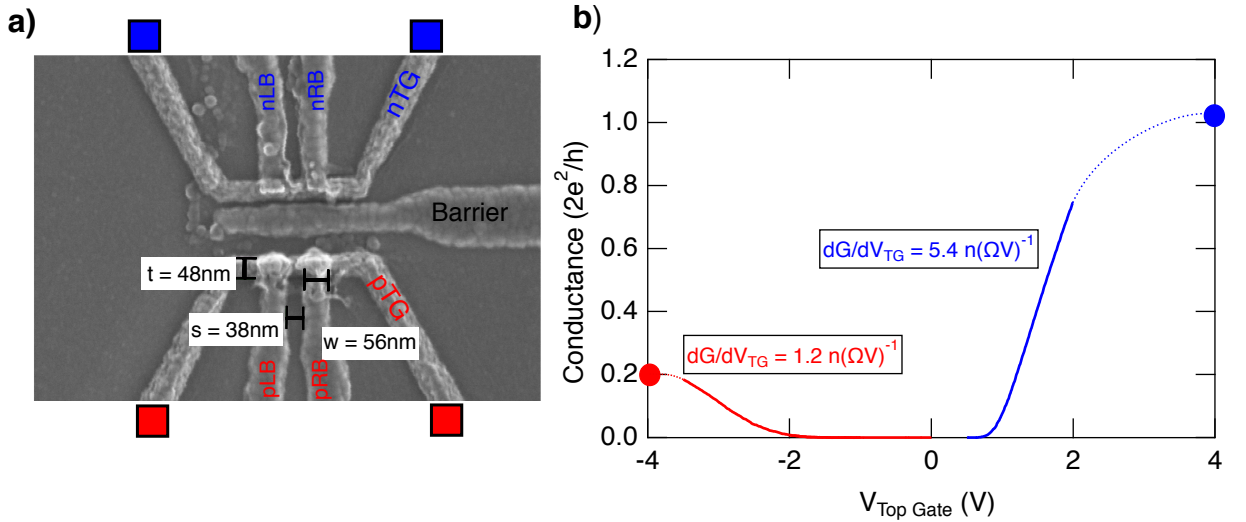 a)
nLB
nRB
nTG
Barrier
t = 48nm
s = 38nm
w = 56nm
pTG
pLB
pRB
b)
Conductance (2e²/h)
1.2
1.0
0.8
0.6
0.4
0.2
0.0
dG/dV_TG = 5.4 n(ΩV)⁻¹
dG/dV_TG = 1.2 n(ΩV)⁻¹
-4 -2 0 2 4
V_Top Gate (V)